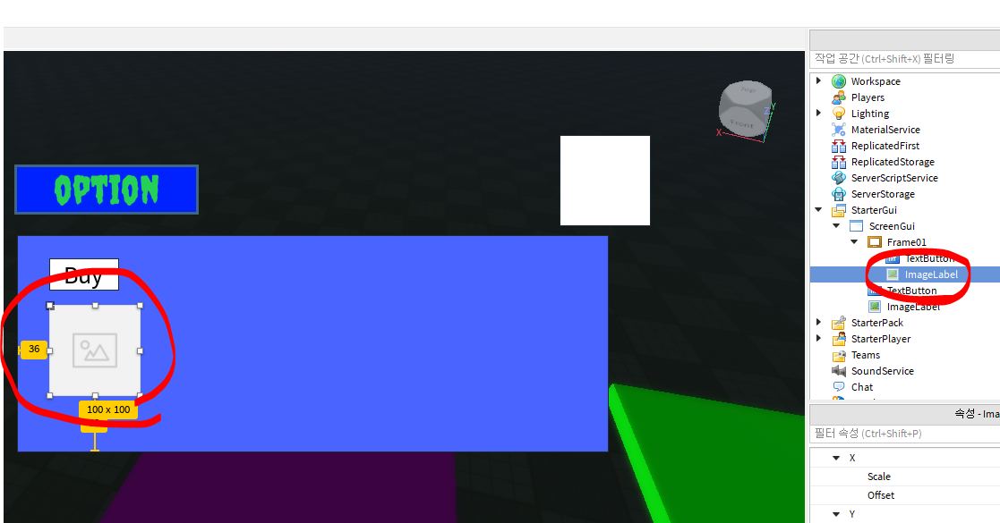 작업 공간 (Ctrl+Shift+X) 필터링
Workspace
Players
Lighting
MaterialService
ReplicatedFirst
ReplicatedStorage
ServerScriptService
ServerStorage
StarterGui
ScreenGui
Frame01
TextButton
ImageLabel
TextButton
ImageLabel
StarterPack
StarterPlayer
Teams
SoundService
Chat
속성 - Ima
필터 속성 (Ctrl+Shift+P)
X
Scale
Offset
Y
Top
Front
X
Y
Z
OPTION
Buy
36
100 x 100